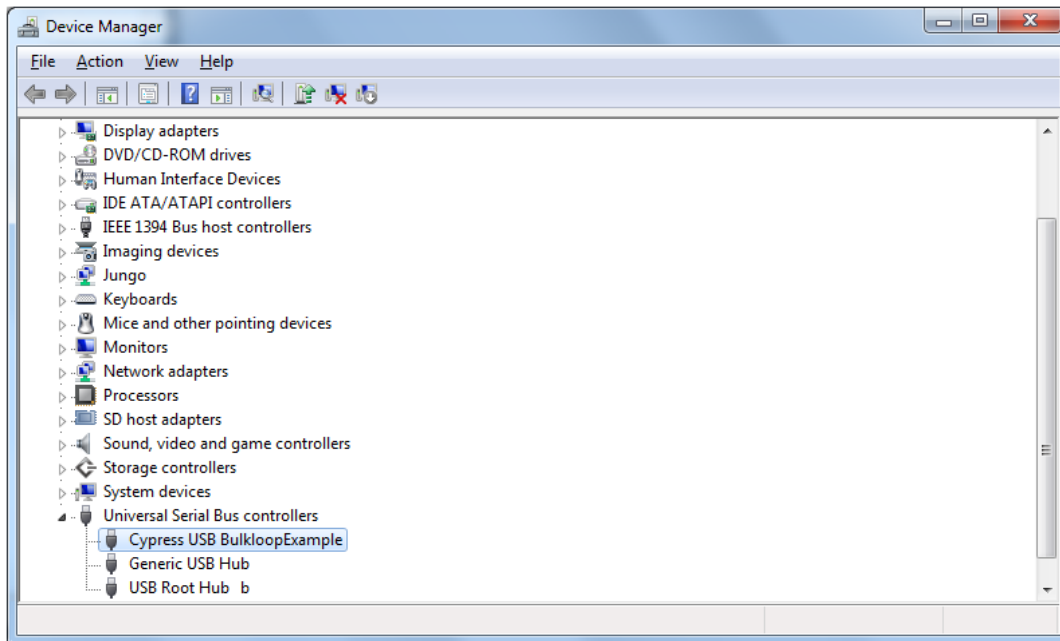 Device Manager
File Action View Help
Display adapters
DVD/CD-ROM drives
Human Interface Devices
IDE ATA/ATAPI controllers
IEEE 1394 Bus host controllers
Imaging devices
Jungo
Keyboards
Mice and other pointing devices
Monitors
Network adapters
Processors
SD host adapters
Sound, video and game controllers
Storage controllers
System devices
Universal Serial Bus controllers
Cypress USB BulkloopExample
Generic USB Hub
USB Root Hub b